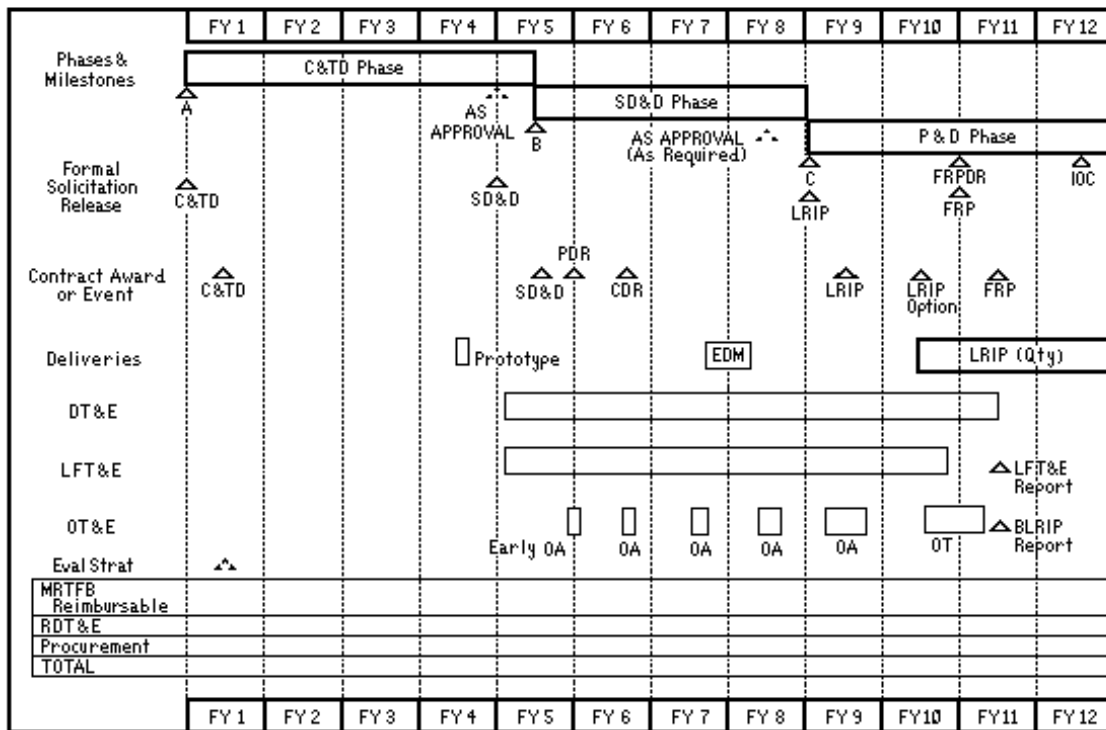 FY 1 FY 2 FY 3 FY 4 FY 5 FY 6 FY 7 FY 8 FY 9 FY10 FY11 FY 12
Phases &
Milestones
C&TD Phase
SD&D Phase
P&D Phase
A
AS
APPROVAL
B
AS APPROVAL
(As Required)
C
FRPDR
IOC
Formal
Solicitation
Release
C&TD
SD&D
LRIP
FRP
Contract Award
or Event
C&TD
SD&D
PDR
CDR
LRIP
LRIP
Option
FRP
Deliveries
Prototype
EDM
LRIP (Qty)
DT&E
LFT&E
LFT&E
Report
OT&E
Early OA
OA
OA
OA
OA
OT
BLRIP
Report
Eval Strat
MRTFB
Reimbursable
RDT&E
Procurement
TOTAL
FY 1 FY 2 FY 3 FY 4 FY 5 FY 6 FY 7 FY 8 FY 9 FY10 FY11 FY 12